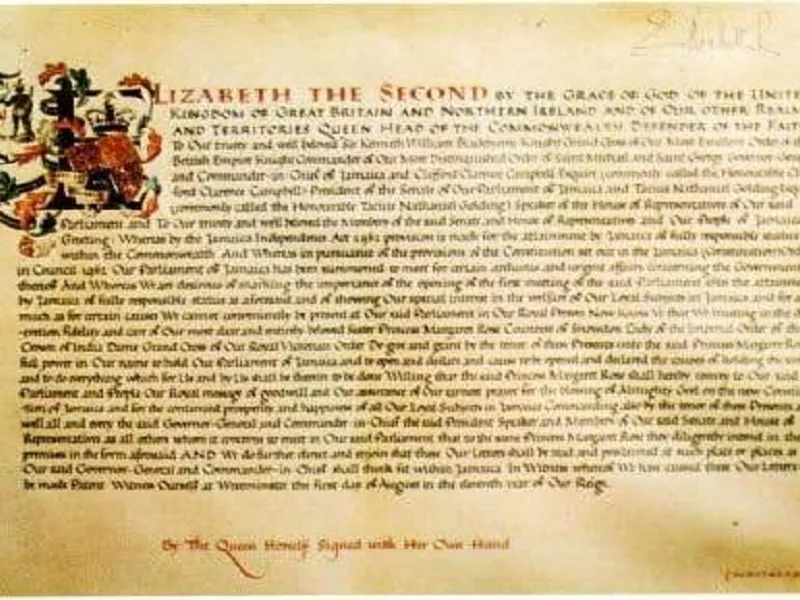 Elizabeth R
ELIZABETH THE SECOND BY THE GRACE OF GOD OF THE UNITE
KINGDOM OF GREAT BRITAIN AND NORTHERN IRELAND AND OF OUR OTHER REALM
AND TERRITORIES QUEEN HEAD OF THE COMMONWEALTH DEFENDER OF THE FAIT
To Our trusty and well beloved Sir Kenneth William Blackburne Knight Grand Cross of Our Most Excellent Order of th
British Empire Knight Commander of Our Most Distinguished Order of Saint Michael and Saint George Governor-Gene
and Commander-in-Chief of Jamaica and Clifford Clarence Campbell Esquire (commonly called the Honourable Cl
ford Clarence Campbell) President of the Senate of Our Parliament of Jamaica and Tacius Nathaniel Golding Esq
(commonly called the Honourable Tacius Nathaniel Golding) Speaker of the House of Representatives of Our said
Parliament and To Our trusty and well beloved the Members of the said Senate and House of Representatives and Our People of Jamaica
Greeting: Whereas by the Jamaica Independence Act 1962 provision is made for the attainment by Jamaica of fully responsible status
within the Commonwealth And Whereas in pursuance of the provisions of the Constitution set out in the Jamaica (Constitution) Ord
in Council 1962 Our Parliament of Jamaica has been summoned to meet for certain arduous and urgent affairs concerning the Governmen
thereof And Whereas We are desirous of marking the importance of the opening of the first meeting of the said Parliament upon the attainm
by Jamaica of fully responsible status as aforesaid and of showing Our special interest in the welfare of Our Loyal Subjects in Jamaica and for a
much as for certain causes We cannot conveniently be present at Our said Parliament in Our Royal Person Now Know Ye that We trusting in the d
cretion fidelity and care of Our most dear and entirely beloved Sister Princess Margaret Rose Countess of Snowdon Lady of the Imperial Order of the
Crown of India Dame Grand Cross of Our Royal Victorian Order Do give and grant by the tenor of these Presents unto the said Princess Margaret Ro
full power in Our name to hold Our Parliament of Jamaica and to open and declare and cause to be opened and declared the causes of holding the sam
and to do everything which for Us and by Us shall be therein to be done Willing that the said Princess Margaret Rose shall hereby convey to Our said
Parliament and People Our Royal message of goodwill and Our assurance of Our earnest prayer for the blessing of Almighty God on the new Consti
tion of Jamaica and for the continued prosperity and happiness of all Our Loyal Subjects in Jamaica Commanding also by the tenor of these Presents a
well all and every the said Governor-General and Commander-in-Chief the said President Speaker and Members of Our said Senate and House of
Representatives as all others whom it concerns to meet in Our said Parliament that to the same Princess Margaret Rose they diligently intend in the
premises in the form aforesaid AND We do further direct and enjoin that these Our Letters shall be read and proclaimed at such place or places as
Our said Governor-General and Commander-in-Chief shall think fit within Jamaica In Witness whereof We have caused these Our Letters
be made Patent Witness Ourself at Westminster the first day of August in the eleventh year of Our Reign
By The Queen Herself Signed with Her Own Hand